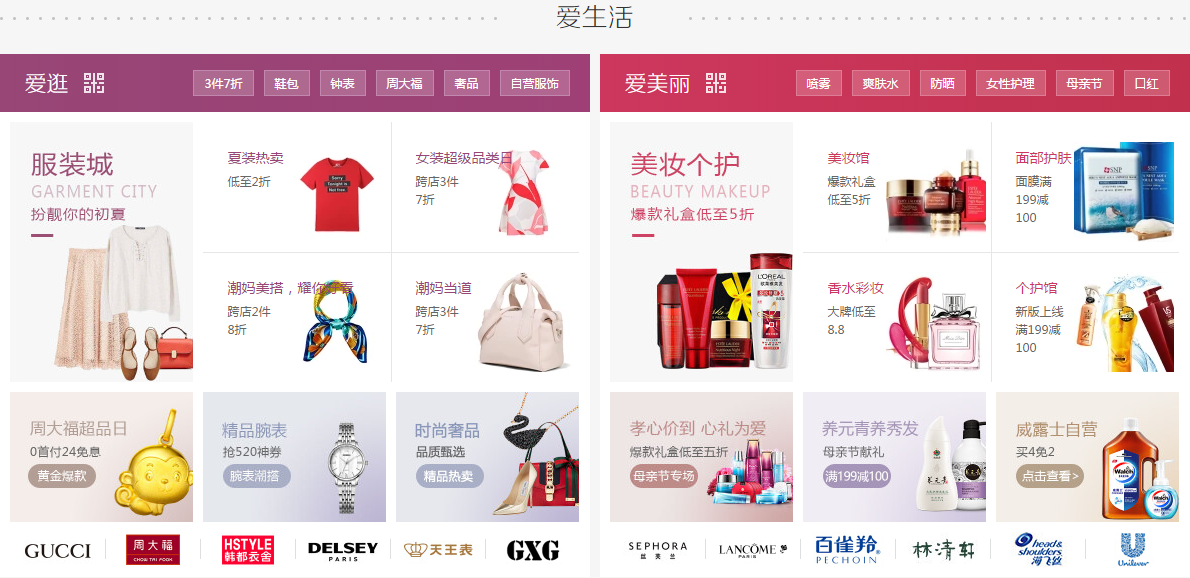 爱生活
爱逛
3件7折
鞋包
钟表
周大福
奢品
自营服饰
服装城
GARMENT CITY
扮靓你的初夏
夏装热卖
低至2折
Sorry
Tonight is
Not free.
女装超级品类日
跨店3件
7折
潮妈美搭，耀你好看
跨店2件
8折
潮妈当道
跨店3件
7折
周大福超品日
0首付24免息
黄金爆款
精品腕表
抢520神券
腕表潮搭
时尚奢品
品质甄选
精品热卖
GUCCI
周大福
CHOW TAI FOOK
HSTYLE
韩都衣舍
DELSEY
PARIS
天王表
GXG
爱美丽
喷雾
爽肤水
防晒
女性护理
母亲节
口红
美妆个护
BEAUTY MAKEUP
爆款礼盒低至5折
L'OREAL
美妆馆
爆款礼盒
低至5折
面部护肤
面膜满
199减
100
SNP
香水彩妆
大牌低至
8.8
个护馆
新版上线
满199减
100
孝心价到 心礼为爱
爆款礼盒低至五折
母亲节专场
养元青养秀发
母亲节献礼
满199减100
养元青
威露士自营
买4免2
点击查看>
Walch
Walch
SEPHORA
丝芙兰
LANCÔME
PARIS
百雀羚
PECHOIN
林清轩
head&
shoulders
海飞丝
Unilever